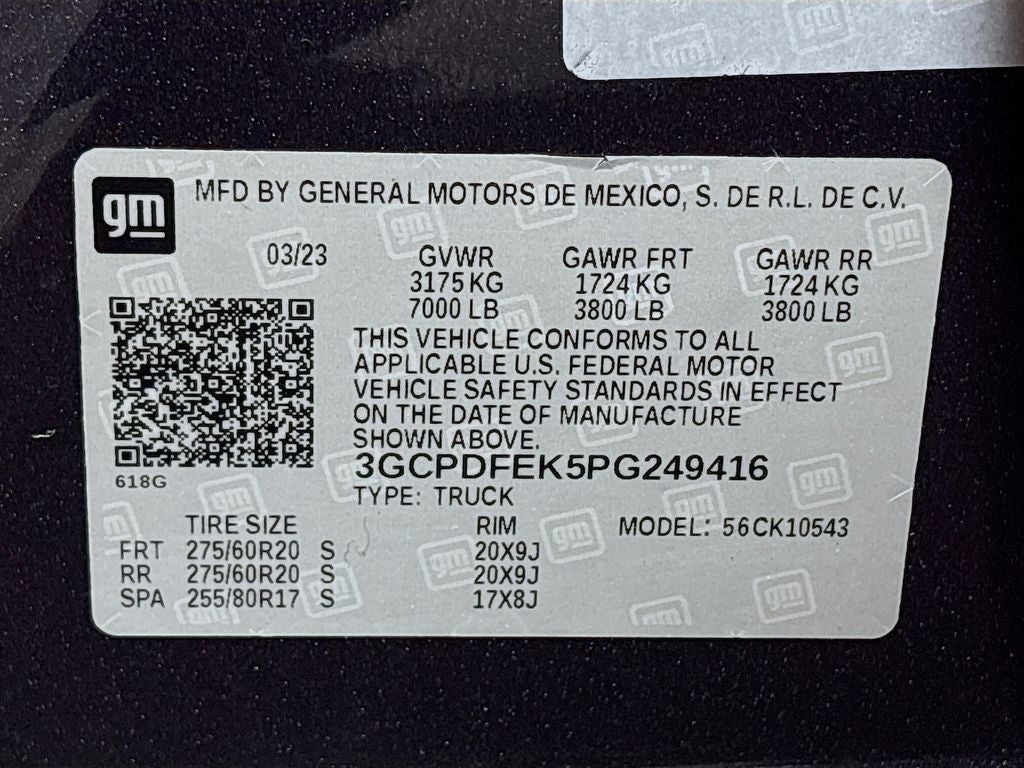 gm
MFD BY GENERAL MOTORS DE MEXICO, S. DE R.L. DE C.V.
03/23 GVWR GAWR FRT GAWR RR
3175 KG 1724 KG 1724 KG
7000 LB 3800 LB 3800 LB
THIS VEHICLE CONFORMS TO ALL
APPLICABLE U.S. FEDERAL MOTOR
VEHICLE SAFETY STANDARDS IN EFFECT
ON THE DATE OF MANUFACTURE
SHOWN ABOVE.
3GCPDFEK5PG249416
618G
TYPE: TRUCK
TIRE SIZE RIM MODEL: 56CK10543
FRT 275/60R20 S 20X9J
RR 275/60R20 S 20X9J
SPA 255/80R17 S 17X8J